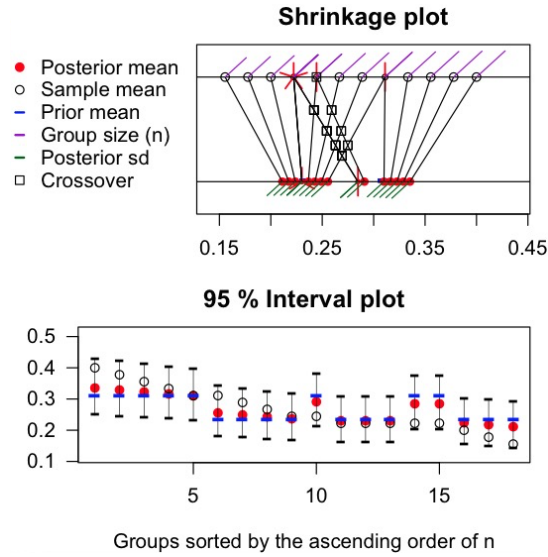 Shrinkage plot
Posterior mean
Sample mean
Prior mean
Group size (n)
Posterior sd
Crossover
0.15 0.25 0.35 0.45
95 % Interval plot
0.5
0.4
0.3
0.2
0.1
5 10 15
Groups sorted by the ascending order of n